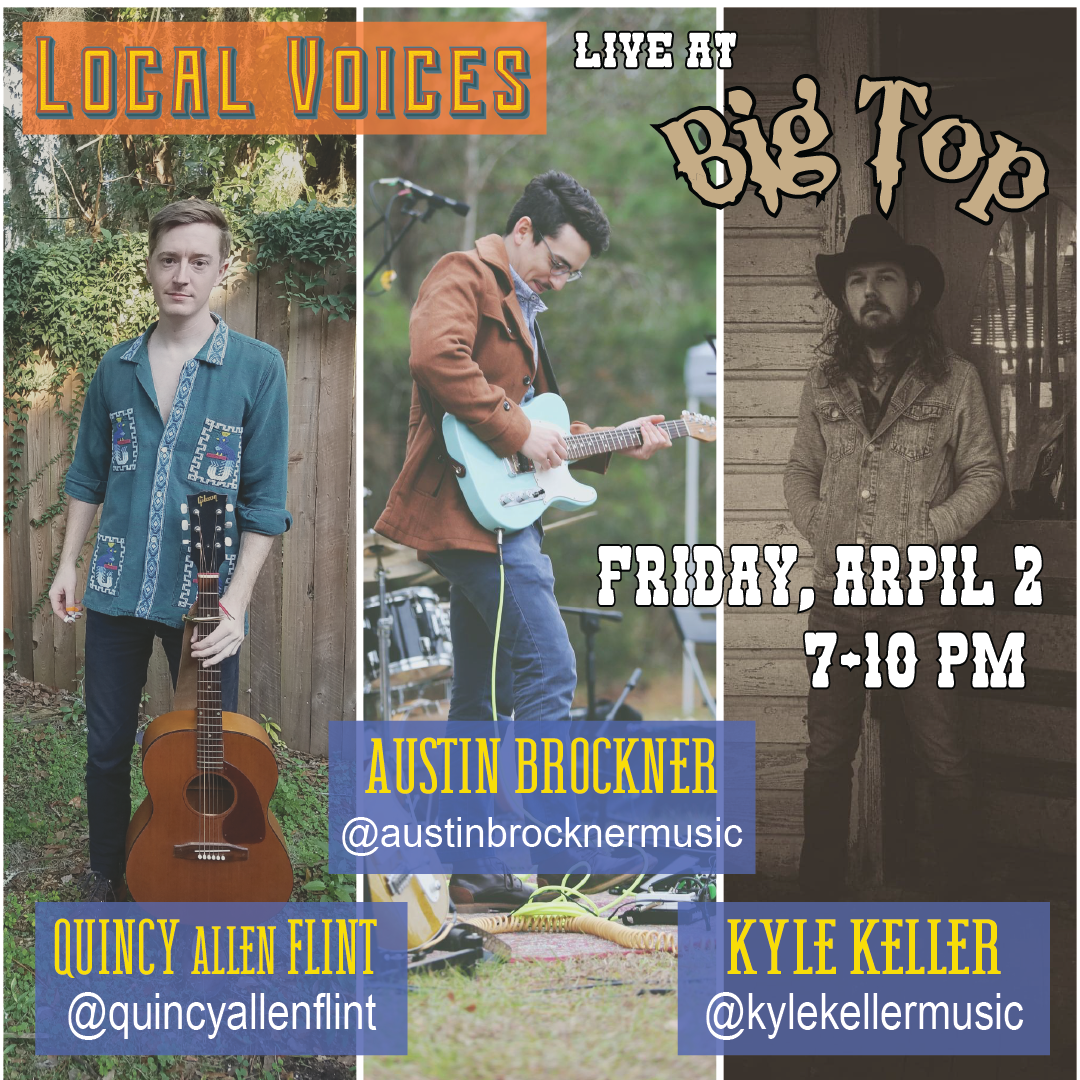 Local Voices
LIVE AT
Big Top
Gibson
FRIDAY, ARPIL 2
7-10 PM
AUSTIN BROCKNER
@austinbrocknermusic
QUINCY ALLEN FLINT
@quincyallenflint
KYLE KELLER
@kylekellermusic